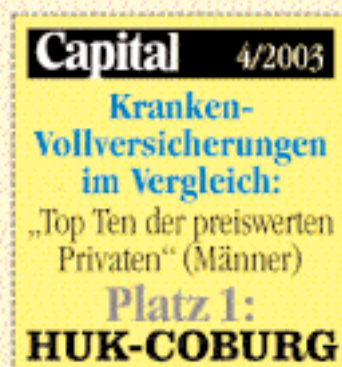 Capital 4/2003
Kranken-
Vollversicherungen
im Vergleich:
„Top Ten der preiswerten
Privaten“ (Männer)
Platz 1:
HUK-COBURG